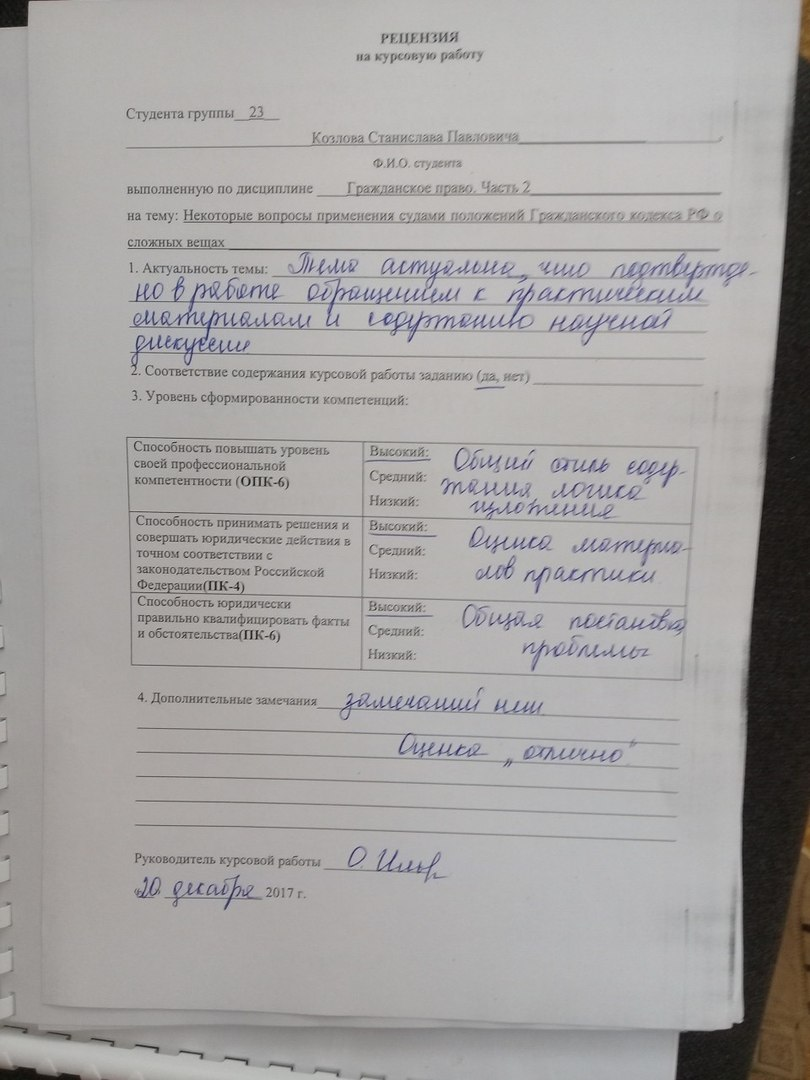 РЕЦЕНЗИЯ
на курсовую работу
Студента группы 23
Козлова Станислава Павловича
Ф.И.О. студента
выполненную по дисциплине Гражданское право. Часть 2
на тему: Некоторые вопросы применения судами положений Гражданского кодекса РФ о
сложных вещах
1. Актуальность темы: Тема актуальна, что подтвержде-
но в работе обращением к практическим
материалам и содержанию научной
дискуссии
2. Соответствие содержания курсовой работы заданию (да, нет)
3. Уровень сформированности компетенций:
Способность повышать уровень
своей профессиональной
компетентности (ОПК-6)
Высокий: Общий стиль содер-
Средний: жания логика
Низкий: изложения
Способность принимать решения и
совершать юридические действия в
точном соответствии с
законодательством Российской
Федерации(ПК-4)
Высокий: Оценка материа-
Средний:
Низкий: лов практики
Способность юридически
правильно квалифицировать факты
и обстоятельства(ПК-6)
Высокий: Общая постановка
Средний:
Низкий: проблемы
4. Дополнительные замечания замечаний нет
Оценка „отлично"
Руководитель курсовой работы О.
«20 декабря 2017 г.